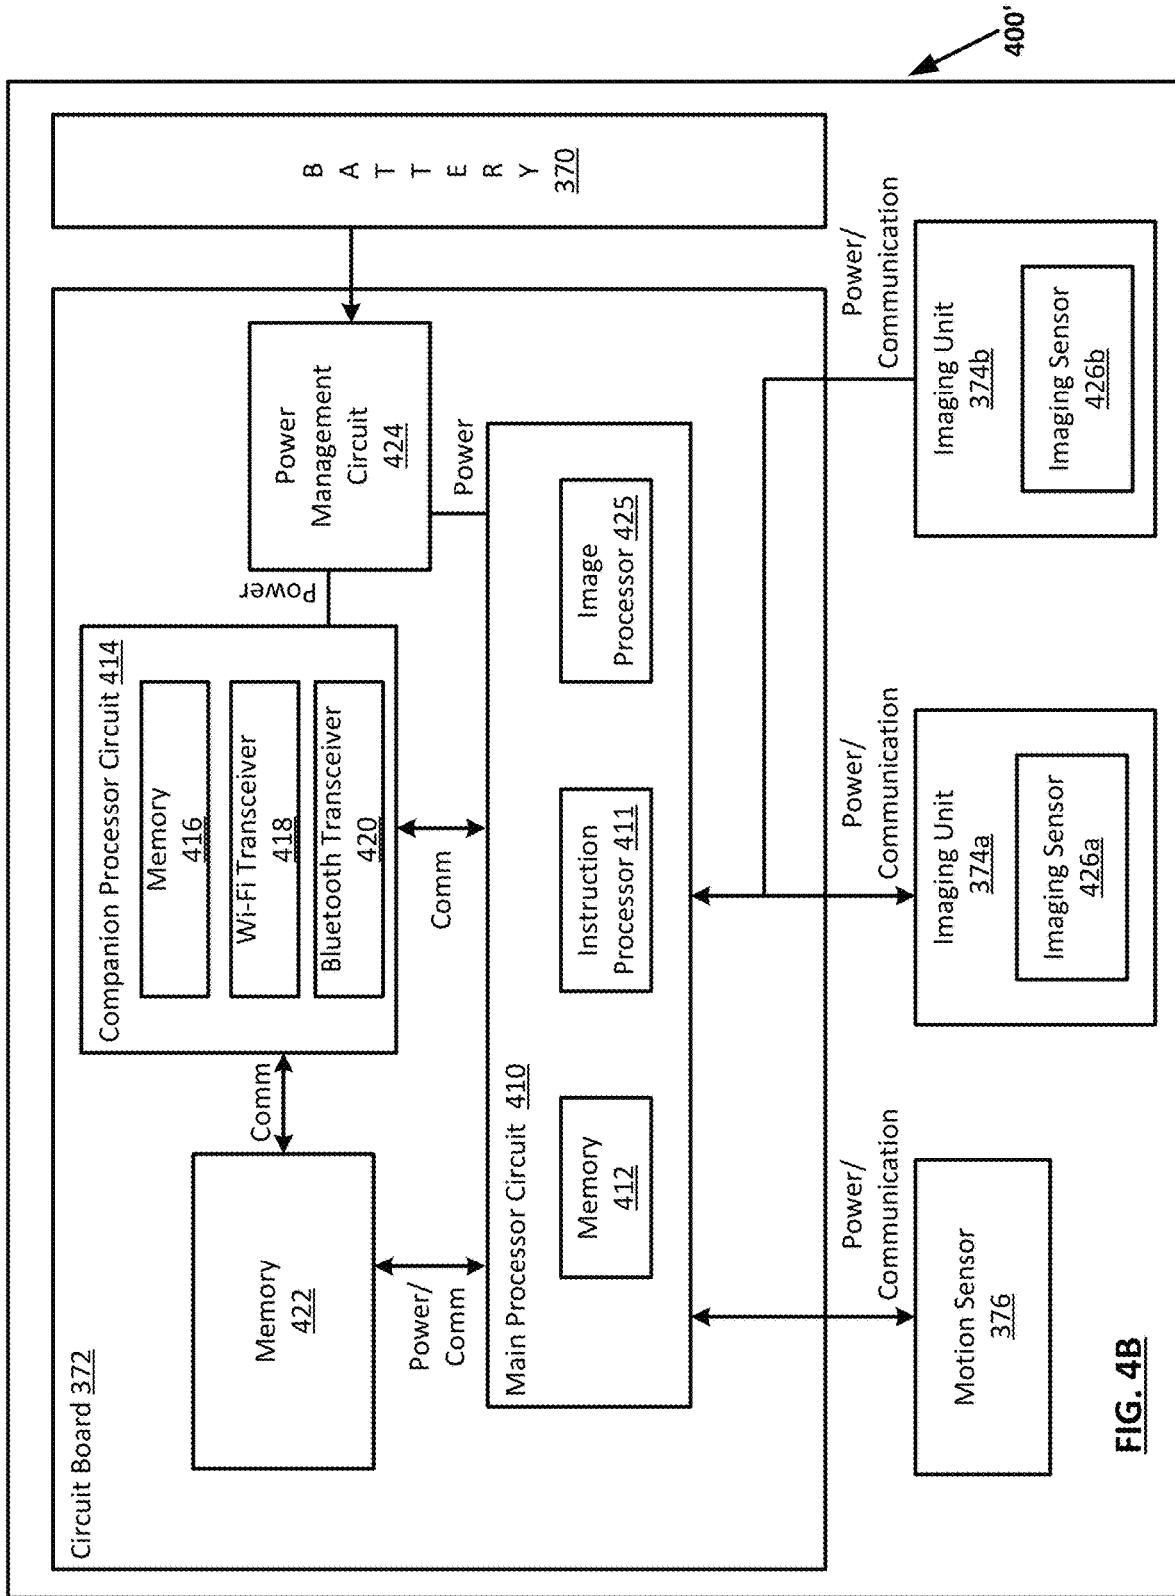 Circuit Board 372
Memory
422
Comm
Companion Processor Circuit 414
Memory
416
Wi-Fi Transceiver
418
Bluetooth Transceiver
420
Power
Power
Management
Circuit
424
B
A
T
T
E
R
Y
370
Power/
Comm
Comm
Power
Main Processor Circuit 410
Memory
412
Instruction
Processor 411
Image
Processor 425
Power/
Communication
Power/
Communication
Power/
Communication
Motion Sensor
376
Imaging Unit
374a
Imaging Sensor
426a
Imaging Unit
374b
Imaging Sensor
426b
400'
FIG. 4B